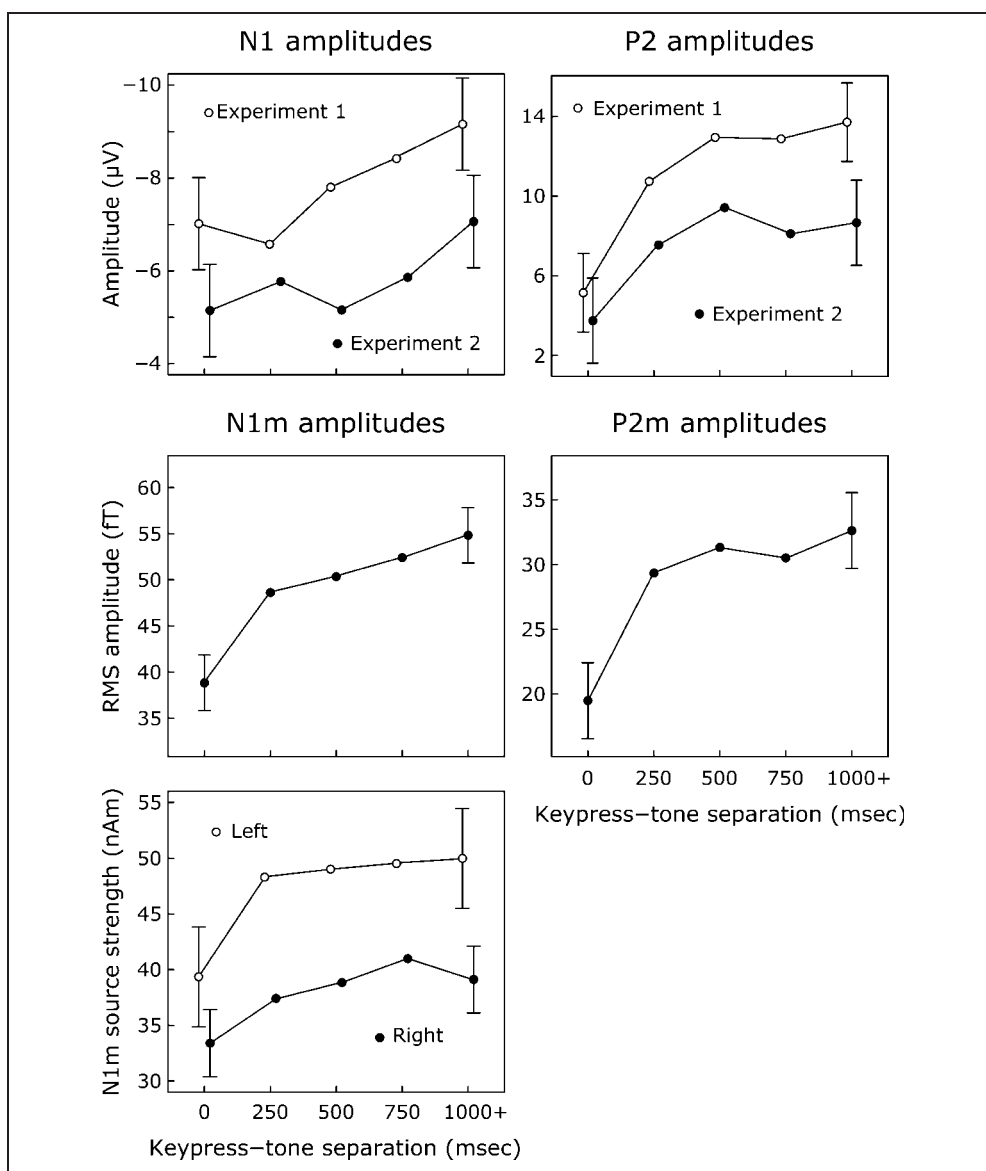 N1 amplitudes
Amplitude (μV)
−10
−8
−6
−4
Experiment 1
Experiment 2
P2 amplitudes
14
10
6
2
Experiment 1
Experiment 2
N1m amplitudes
RMS amplitude (fT)
60
55
50
45
40
35
P2m amplitudes
35
30
25
20
0 250 500 750 1000+
Keypress−tone separation (msec)
N1m source strength (nAm)
55
50
45
40
35
30
Left
Right
0 250 500 750 1000+
Keypress−tone separation (msec)